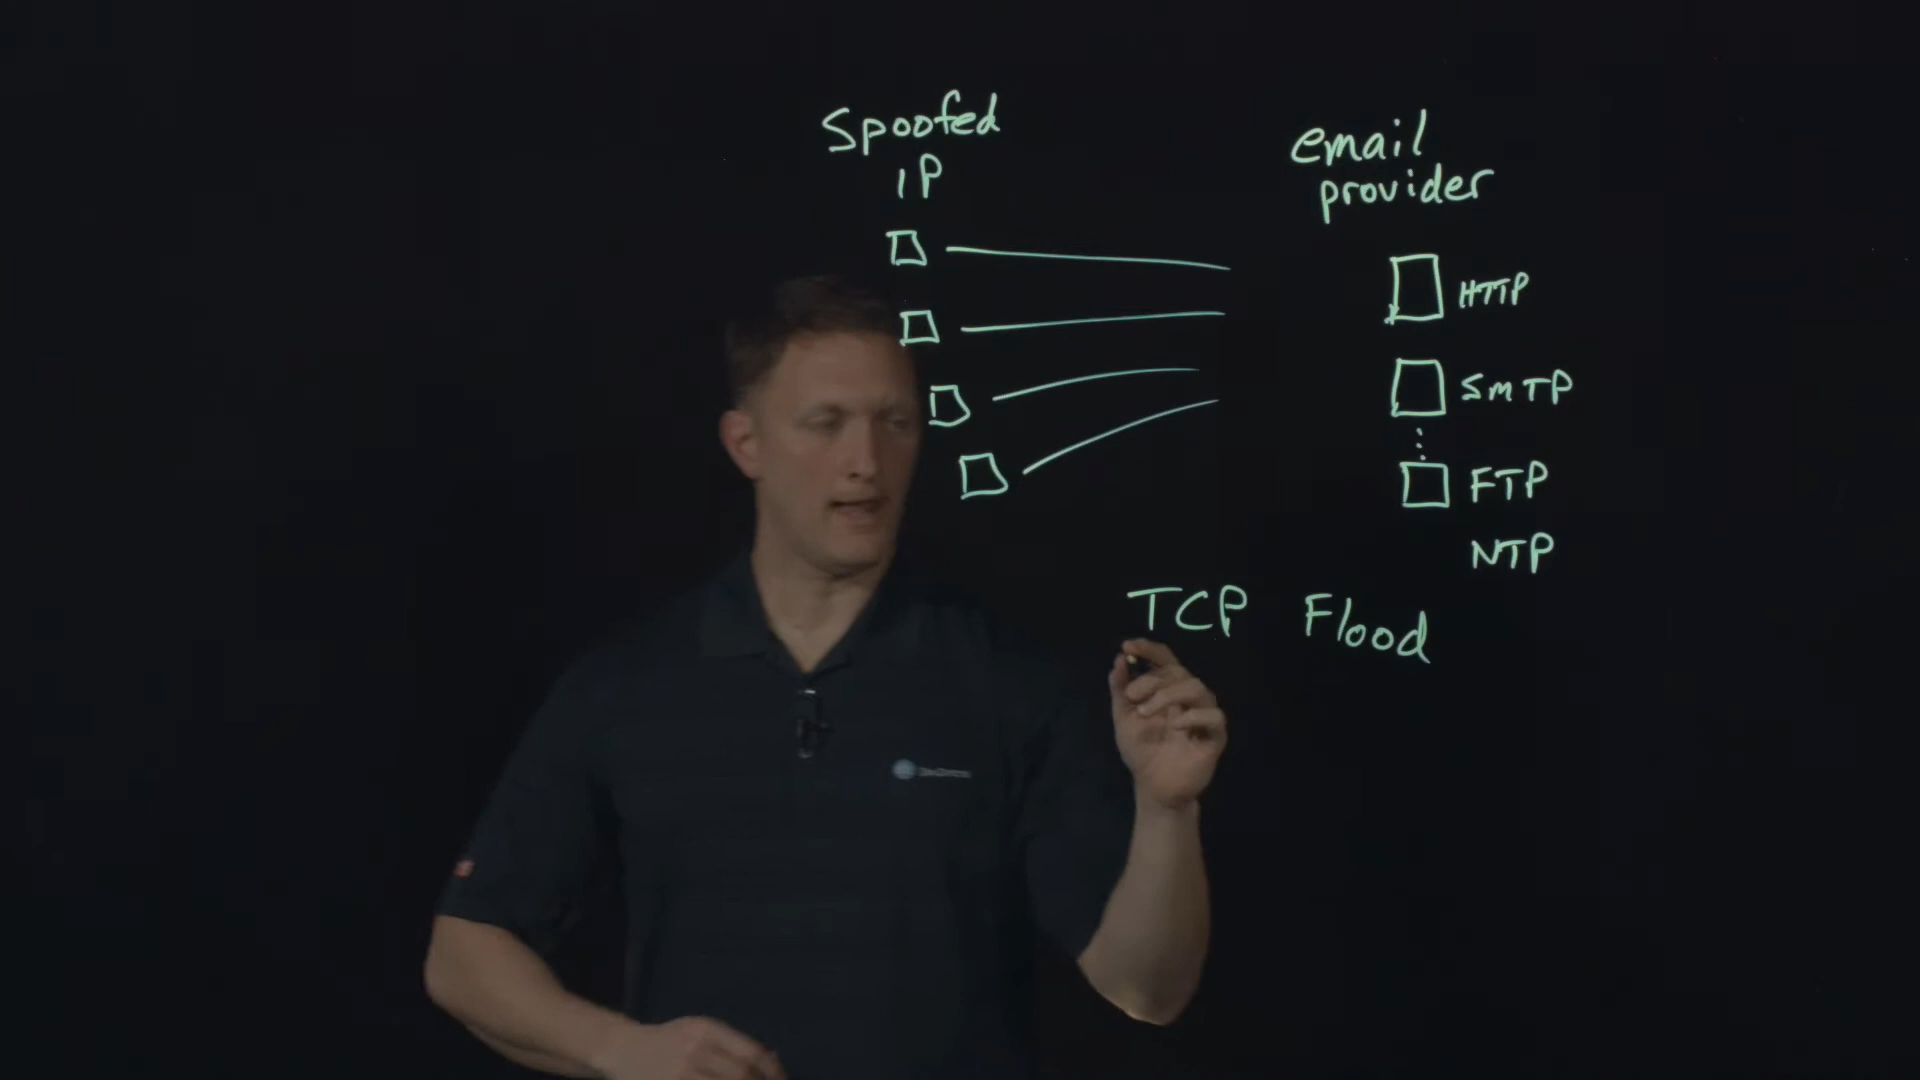 Spoofed
IP
email
provider
HTTP
SMTP
FTP
NTP
TCP Flood